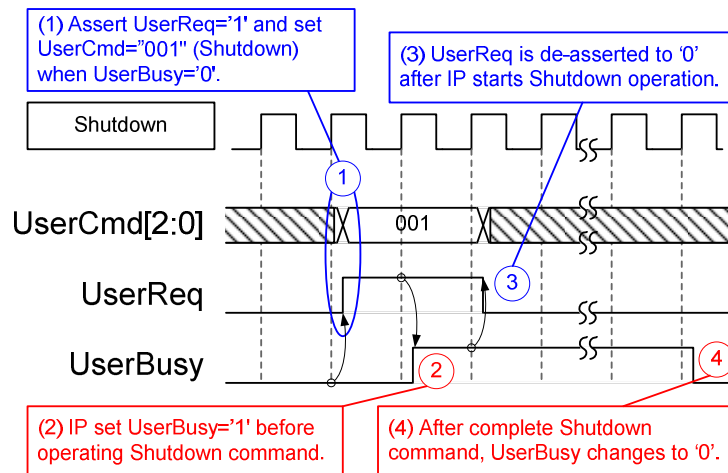 (1) Assert UserReq='1' and set
UserCmd="001" (Shutdown)
when UserBusy='0'.
(3) UserReq is de-asserted to ‘0’
after IP starts Shutdown operation.
Shutdown
1
UserCmd[2:0]
001
3
UserReq
UserBusy
2
4
(2) IP set UserBusy='1' before
operating Shutdown command.
(4) After complete Shutdown
command, UserBusy changes to ‘0’.